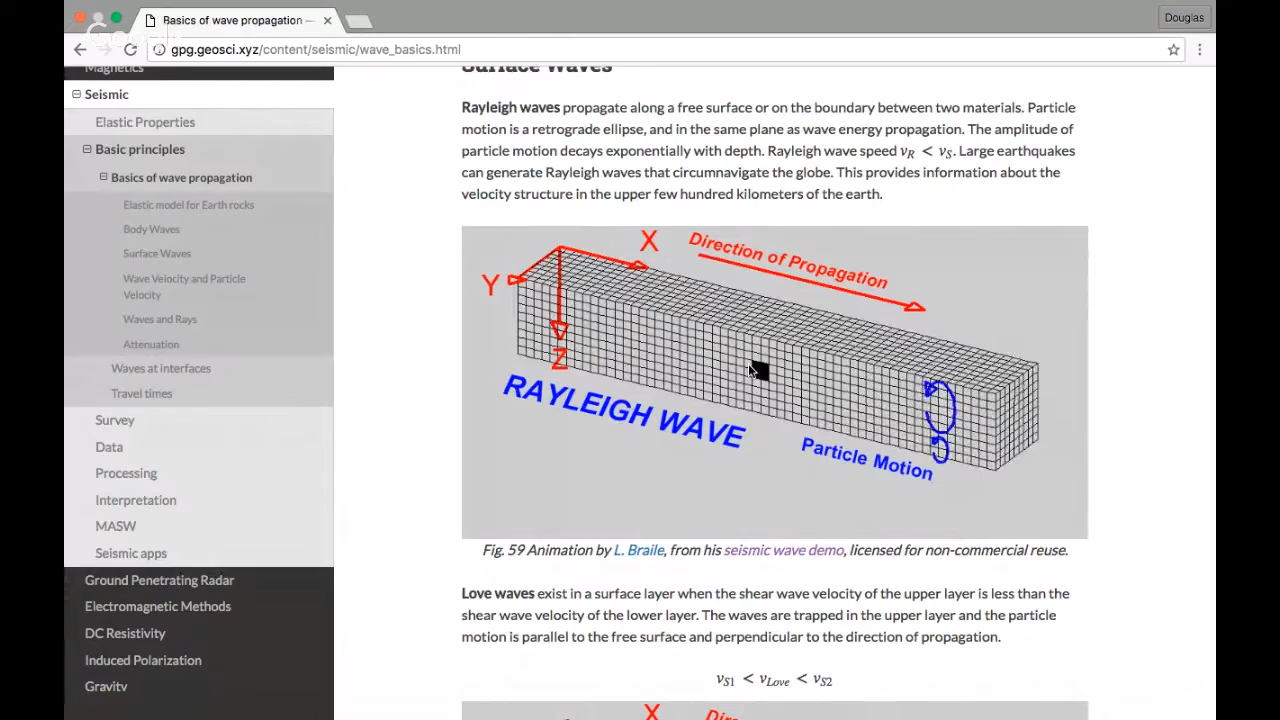 Basics of wave propagation —
Douglas
gpg.geosci.xyz/content/seismic/wave_basics.html
Google
Magnetics
Seismic
Elastic Properties
Basic principles
Basics of wave propagation
Elastic model for Earth rocks
Body Waves
Surface Waves
Wave Velocity and Particle
Velocity
Waves and Rays
Attenuation
Waves at interfaces
Travel times
Survey
Data
Processing
Interpretation
MASW
Seismic apps
Ground Penetrating Radar
Electromagnetic Methods
DC Resistivity
Induced Polarization
Gravity
Surface Waves
Rayleigh waves propagate along a free surface or on the boundary between two materials. Particle
motion is a retrograde ellipse, and in the same plane as wave energy propagation. The amplitude of
particle motion decays exponentially with depth. Rayleigh wave speed vR < vS. Large earthquakes
can generate Rayleigh waves that circumnavigate the globe. This provides information about the
velocity structure in the upper few hundred kilometers of the earth.
X
Direction of Propagation
Y
Z
RAYLEIGH WAVE
Particle Motion
Fig. 59 Animation by L. Braile, from his seismic wave demo, licensed for non-commercial reuse.
Love waves exist in a surface layer when the shear wave velocity of the upper layer is less than the
shear wave velocity of the lower layer. The waves are trapped in the upper layer and the particle
motion is parallel to the free surface and perpendicular to the direction of propagation.
vS1 < vLove < vS2
X